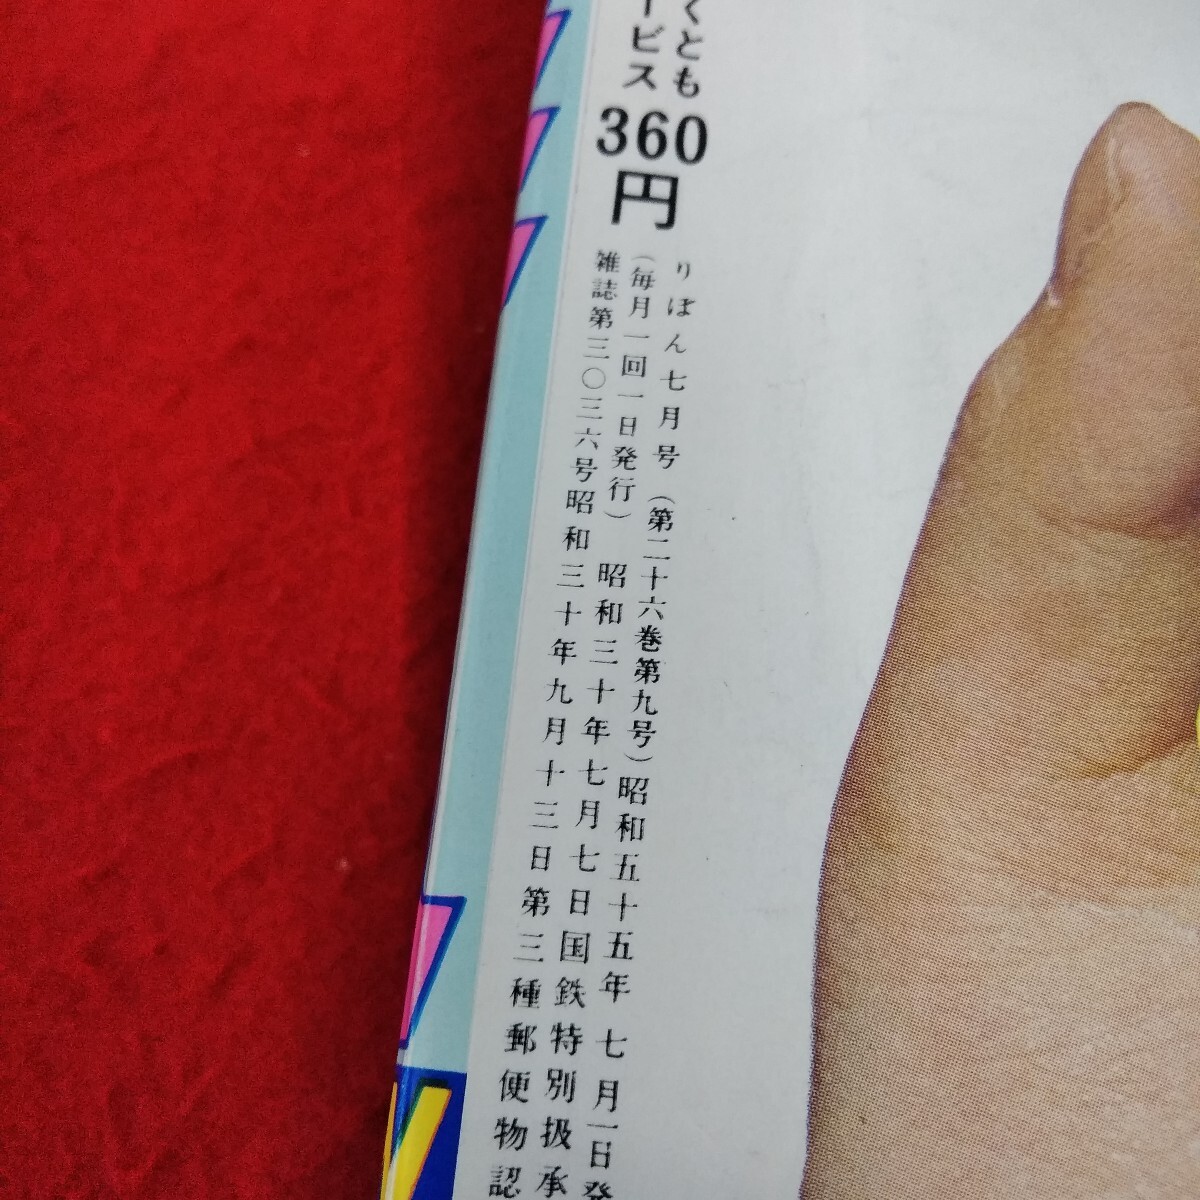 くとも
ービス
360
円
りぼん七月号(第二十六巻第九号)昭和五十五年七月一日発
(毎月一回一日発行) 昭和三十年七月七日国鉄特別扱承
雑誌第三〇三六号昭和三十年九月十三日第三種郵便物認